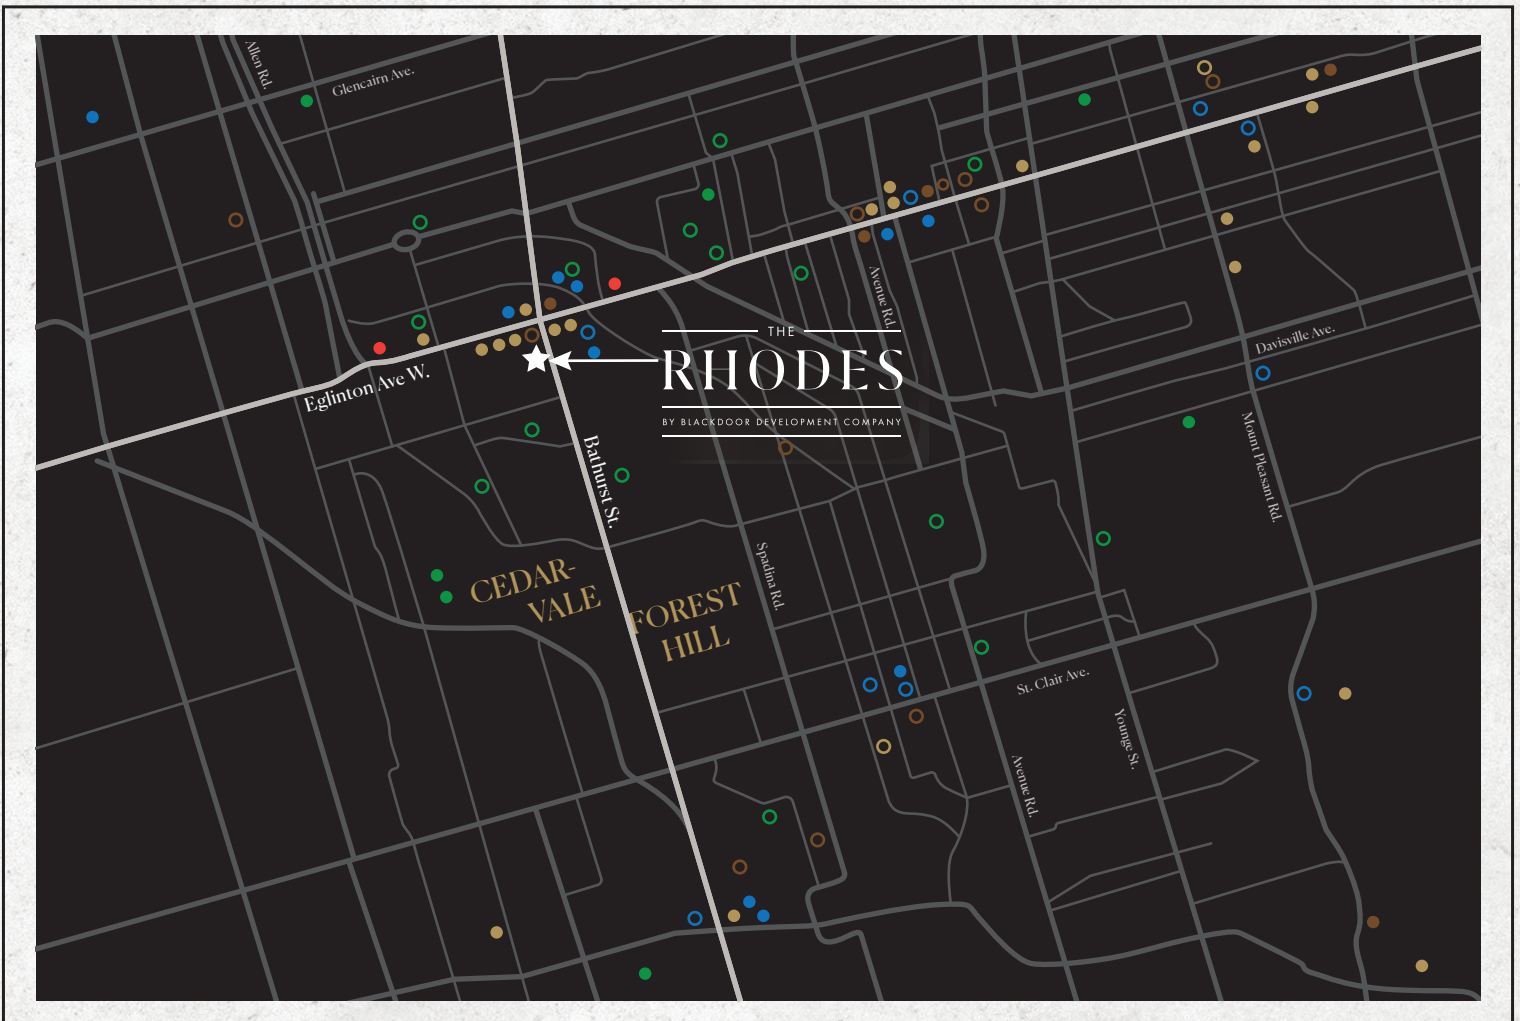 Allen Rd.
Glencairn Ave.
Avenue Rd.
THE
RHODES
BY BLACKDOOR DEVELOPMENT COMPANY
Davisville Ave.
Eglinton Ave W.
Bathurst St.
Mount Pleasant Rd.
CEDAR-
VALE
FOREST
HILL
Spadina Rd.
St. Clair Ave.
Younge St.
Avenue Rd.